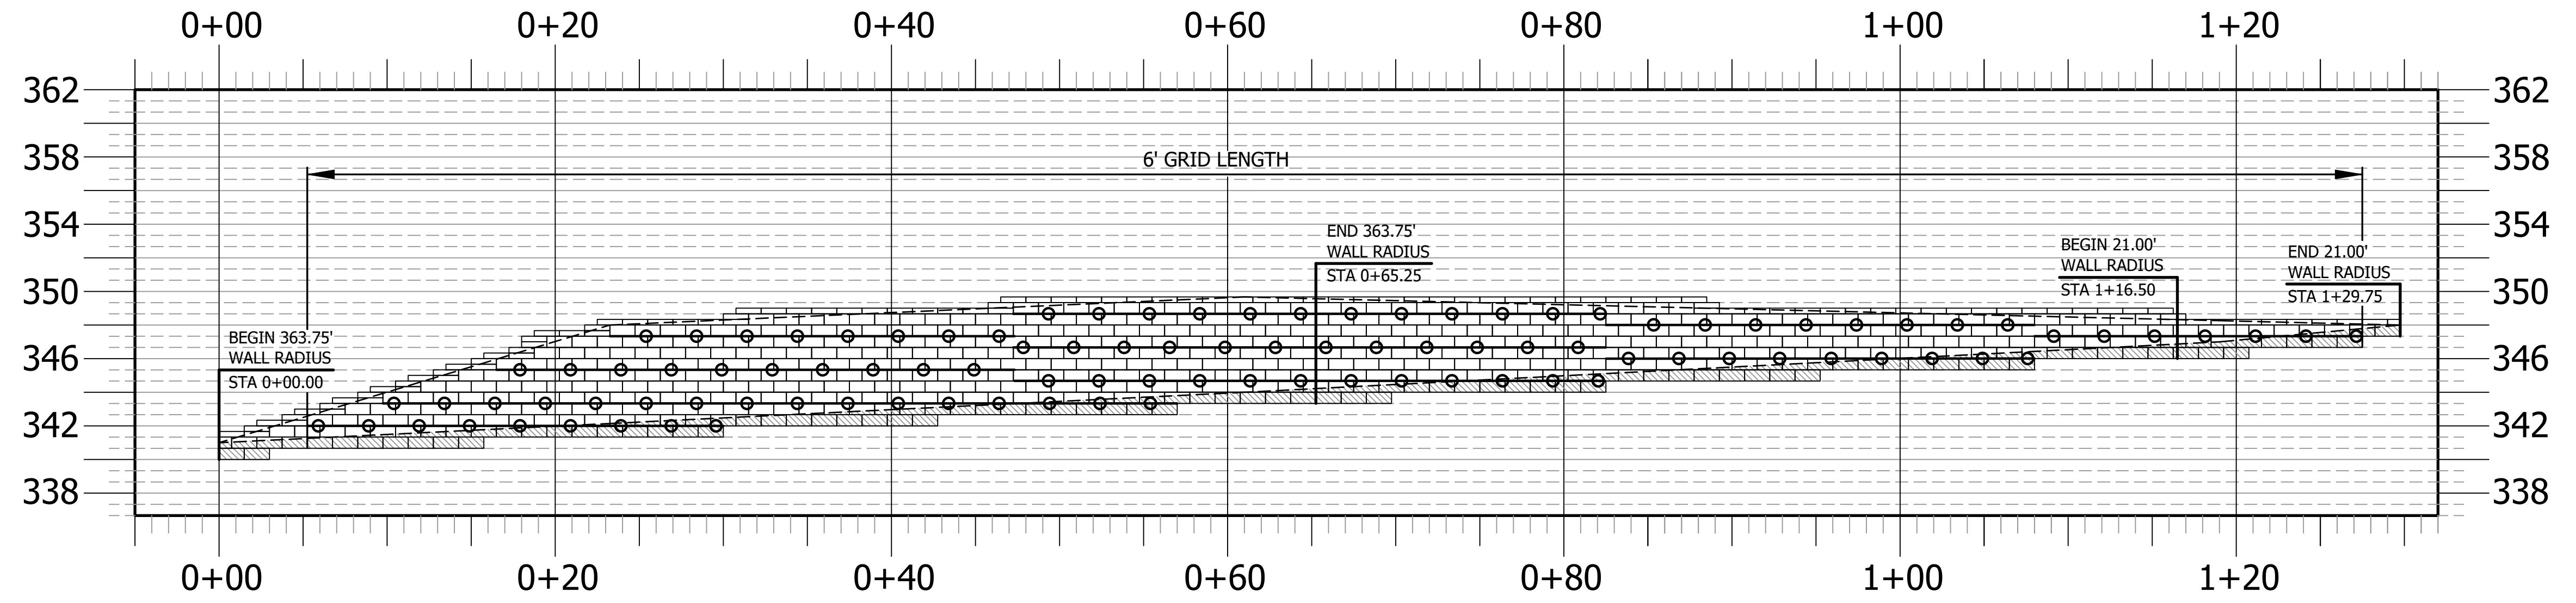 0+00 0+20 0+40 0+60 0+80 1+00 1+20
362 362
358 358
6' GRID LENGTH
354 354
END 363.75'
WALL RADIUS
STA 0+65.25
BEGIN 21.00'
WALL RADIUS
STA 1+16.50
END 21.00'
WALL RADIUS
STA 1+29.75
350 350
BEGIN 363.75'
WALL RADIUS
STA 0+00.00
346 346
342 342
338 338
0+00 0+20 0+40 0+60 0+80 1+00 1+20